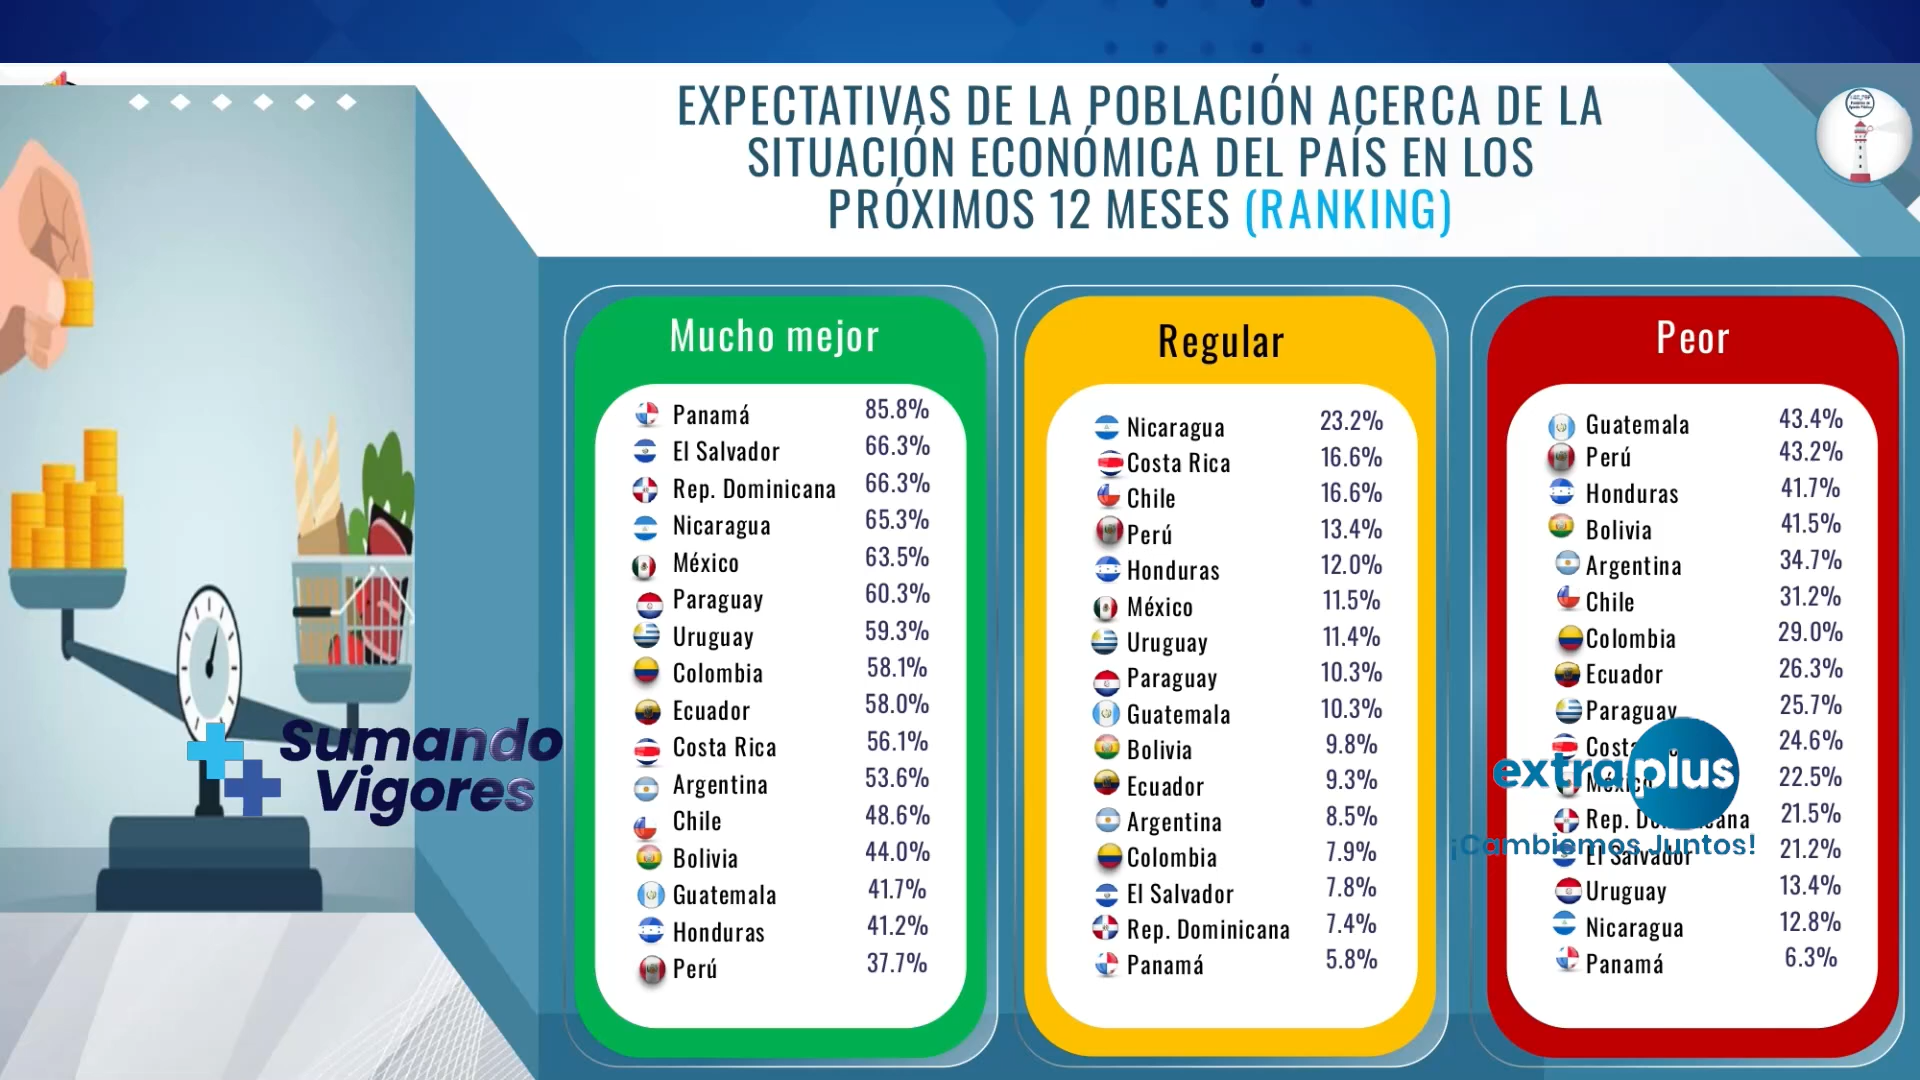 EXPECTATIVAS DE LA POBLACIÓN ACERCA DE LA
SITUACIÓN ECONÓMICA DEL PAÍS EN LOS
PRÓXIMOS 12 MESES (RANKING)
Mucho mejor
Panamá 85.8%
El Salvador 66.3%
Rep. Dominicana 66.3%
Nicaragua 65.3%
México 63.5%
Paraguay 60.3%
Uruguay 59.3%
Colombia 58.1%
Ecuador 58.0%
Costa Rica 56.1%
Argentina 53.6%
Chile 48.6%
Bolivia 44.0%
Guatemala 41.7%
Honduras 41.2%
Perú 37.7%
Regular
Nicaragua 23.2%
Costa Rica 16.6%
Chile 16.6%
Perú 13.4%
Honduras 12.0%
México 11.5%
Uruguay 11.4%
Paraguay 10.3%
Guatemala 10.3%
Bolivia 9.8%
Ecuador 9.3%
Argentina 8.5%
Colombia 7.9%
El Salvador 7.8%
Rep. Dominicana 7.4%
Panamá 5.8%
Peor
Guatemala 43.4%
Perú 43.2%
Honduras 41.7%
Bolivia 41.5%
Argentina 34.7%
Chile 31.2%
Colombia 29.0%
Ecuador 26.3%
Paraguay 25.7%
Costa 24.6%
México 22.5%
Rep. Dominicana 21.5%
El Salvador 21.2%
Uruguay 13.4%
Nicaragua 12.8%
Panamá 6.3%
Sumando
Vigores
extraplus
¡Cambiemos Juntos!